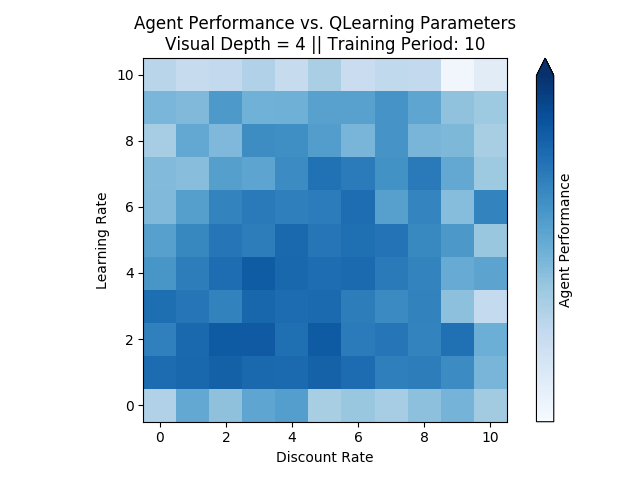 Agent Performance vs. QLearning Parameters
Visual Depth = 4 || Training Period: 10
10
8
6
4
2
0
Learning Rate
0 2 4 6 8 10
Discount Rate
Agent Performance